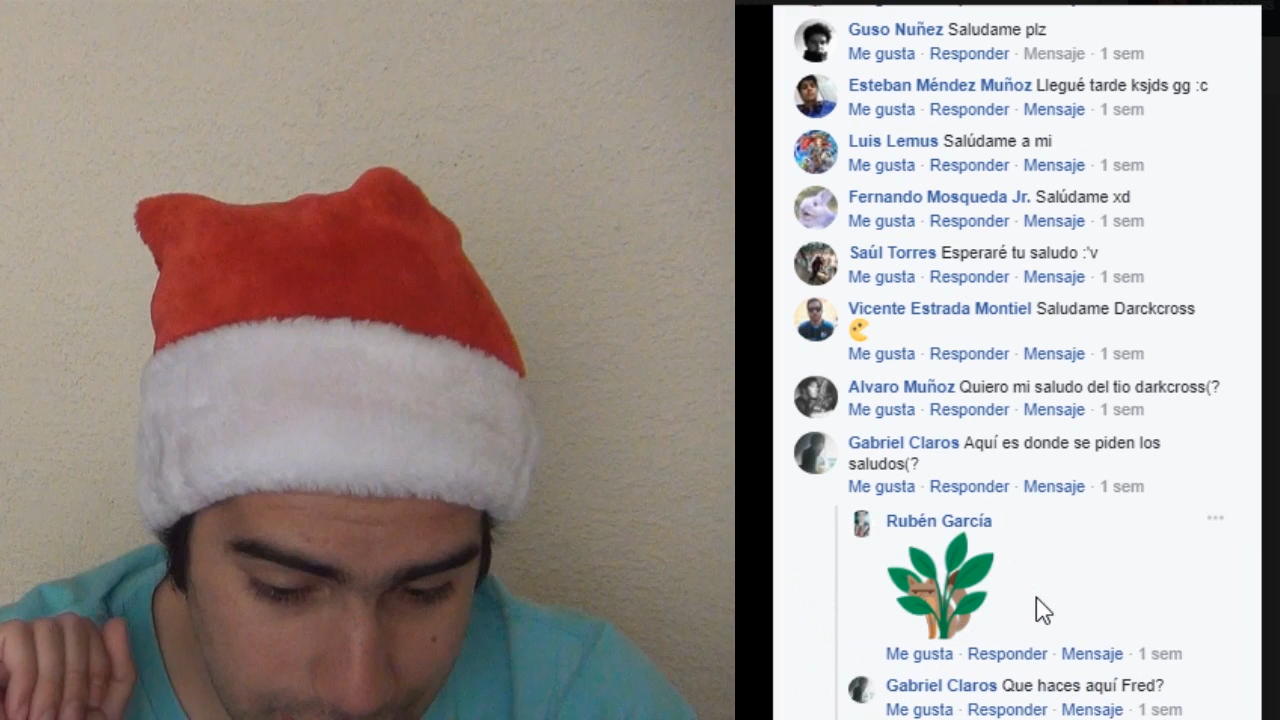 Guso Nuñez Saludame plz
Me gusta · Responder · Mensaje · 1 sem
Esteban Méndez Muñoz Llegué tarde ksjds gg :c
Me gusta · Responder · Mensaje · 1 sem
Luis Lemus Salúdame a mi
Me gusta · Responder · Mensaje · 1 sem
Fernando Mosqueda Jr. Salúdame xd
Me gusta · Responder · Mensaje · 1 sem
Saúl Torres Esperaré tu saludo :'v
Me gusta · Responder · Mensaje · 1 sem
Vicente Estrada Montiel Saludame Darckcross
Me gusta · Responder · Mensaje · 1 sem
Alvaro Muñoz Quiero mi saludo del tio darkcross(?
Me gusta · Responder · Mensaje · 1 sem
Gabriel Claros Aquí es donde se piden los
saludos(?
Me gusta · Responder · Mensaje · 1 sem
Rubén García
Me gusta · Responder · Mensaje · 1 sem
Gabriel Claros Que haces aquí Fred?
Me gusta · Responder · Mensaje · 1 sem